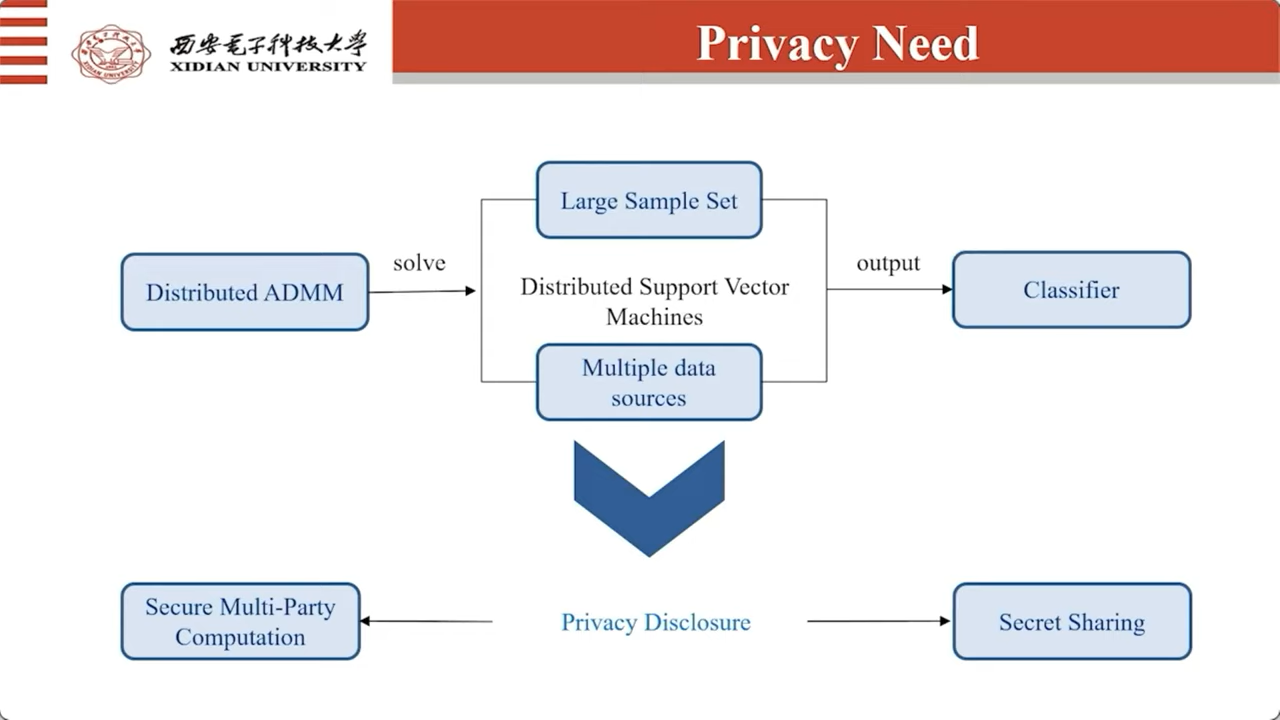 西安电子科技大学
XIDIAN UNIVERSITY
Privacy Need
Large Sample Set
solve
output
Distributed ADMM
Distributed Support Vector
Machines
Classifier
Multiple data
sources
Secure Multi-Party
Computation
Privacy Disclosure
Secret Sharing